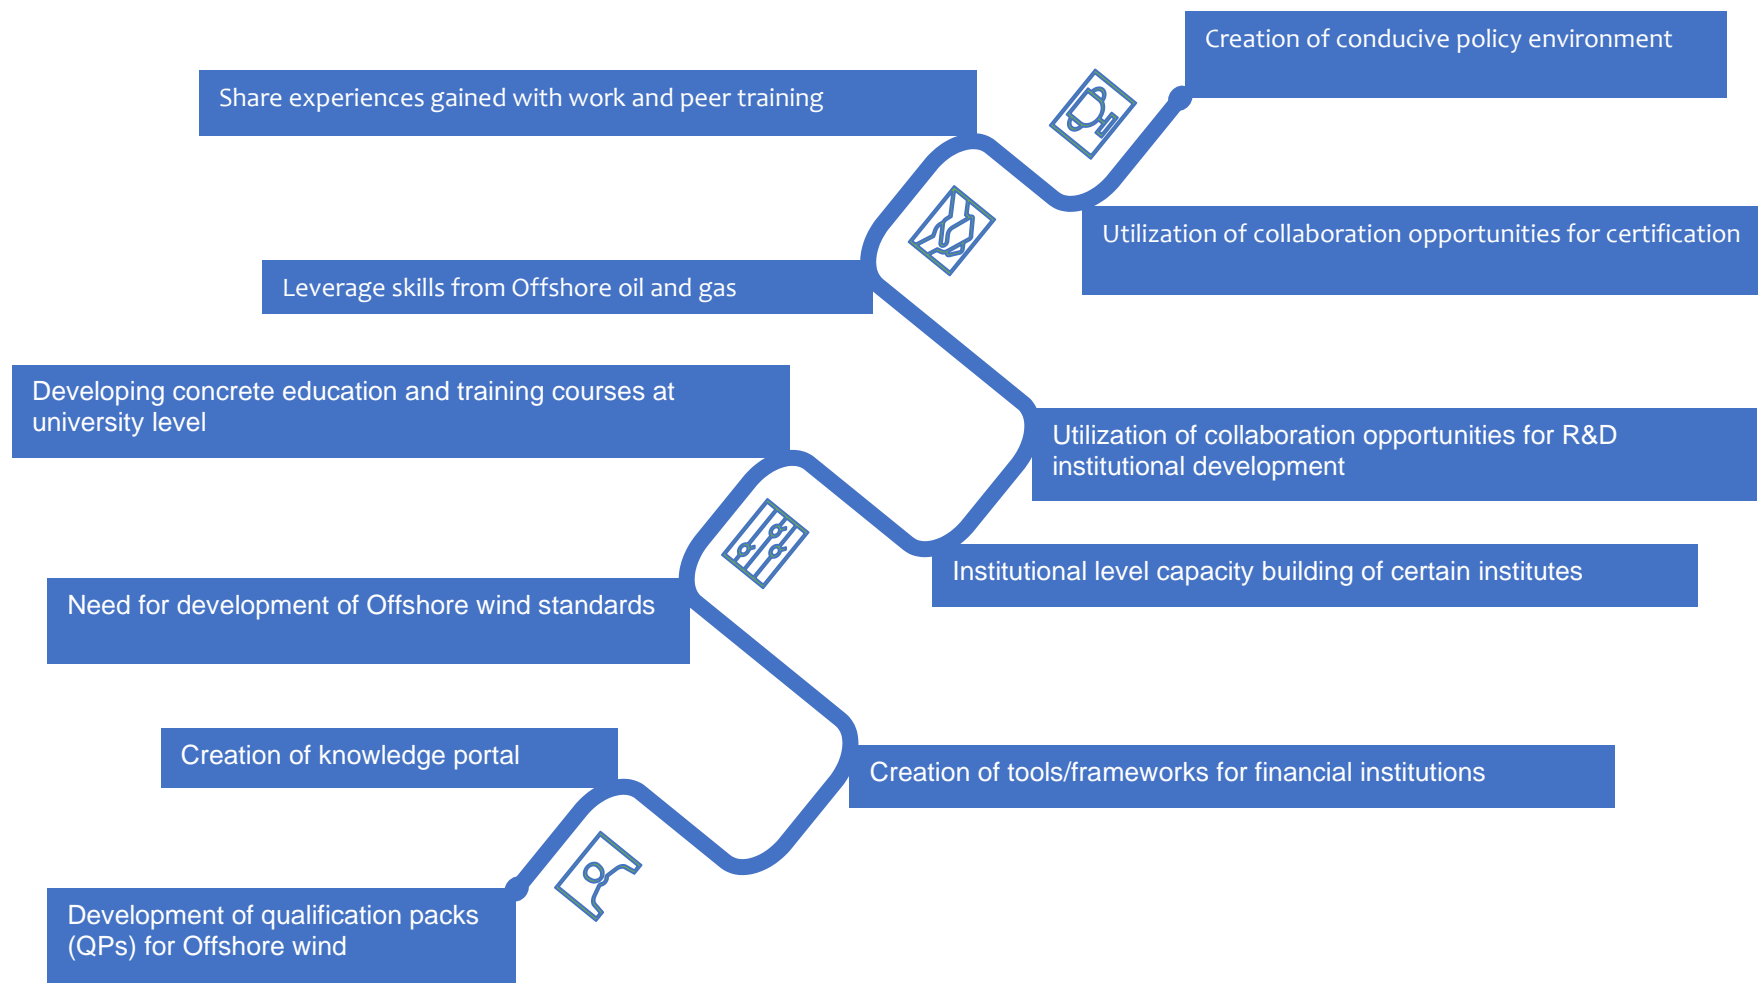 Creation of conducive policy environment
Share experiences gained with work and peer training
Utilization of collaboration opportunities for certification
Leverage skills from Offshore oil and gas
Developing concrete education and training courses at
university level
Utilization of collaboration opportunities for R&D
institutional development
Institutional level capacity building of certain institutes
Need for development of Offshore wind standards
Creation of knowledge portal
Creation of tools/frameworks for financial institutions
Development of qualification packs
(QPs) for Offshore wind